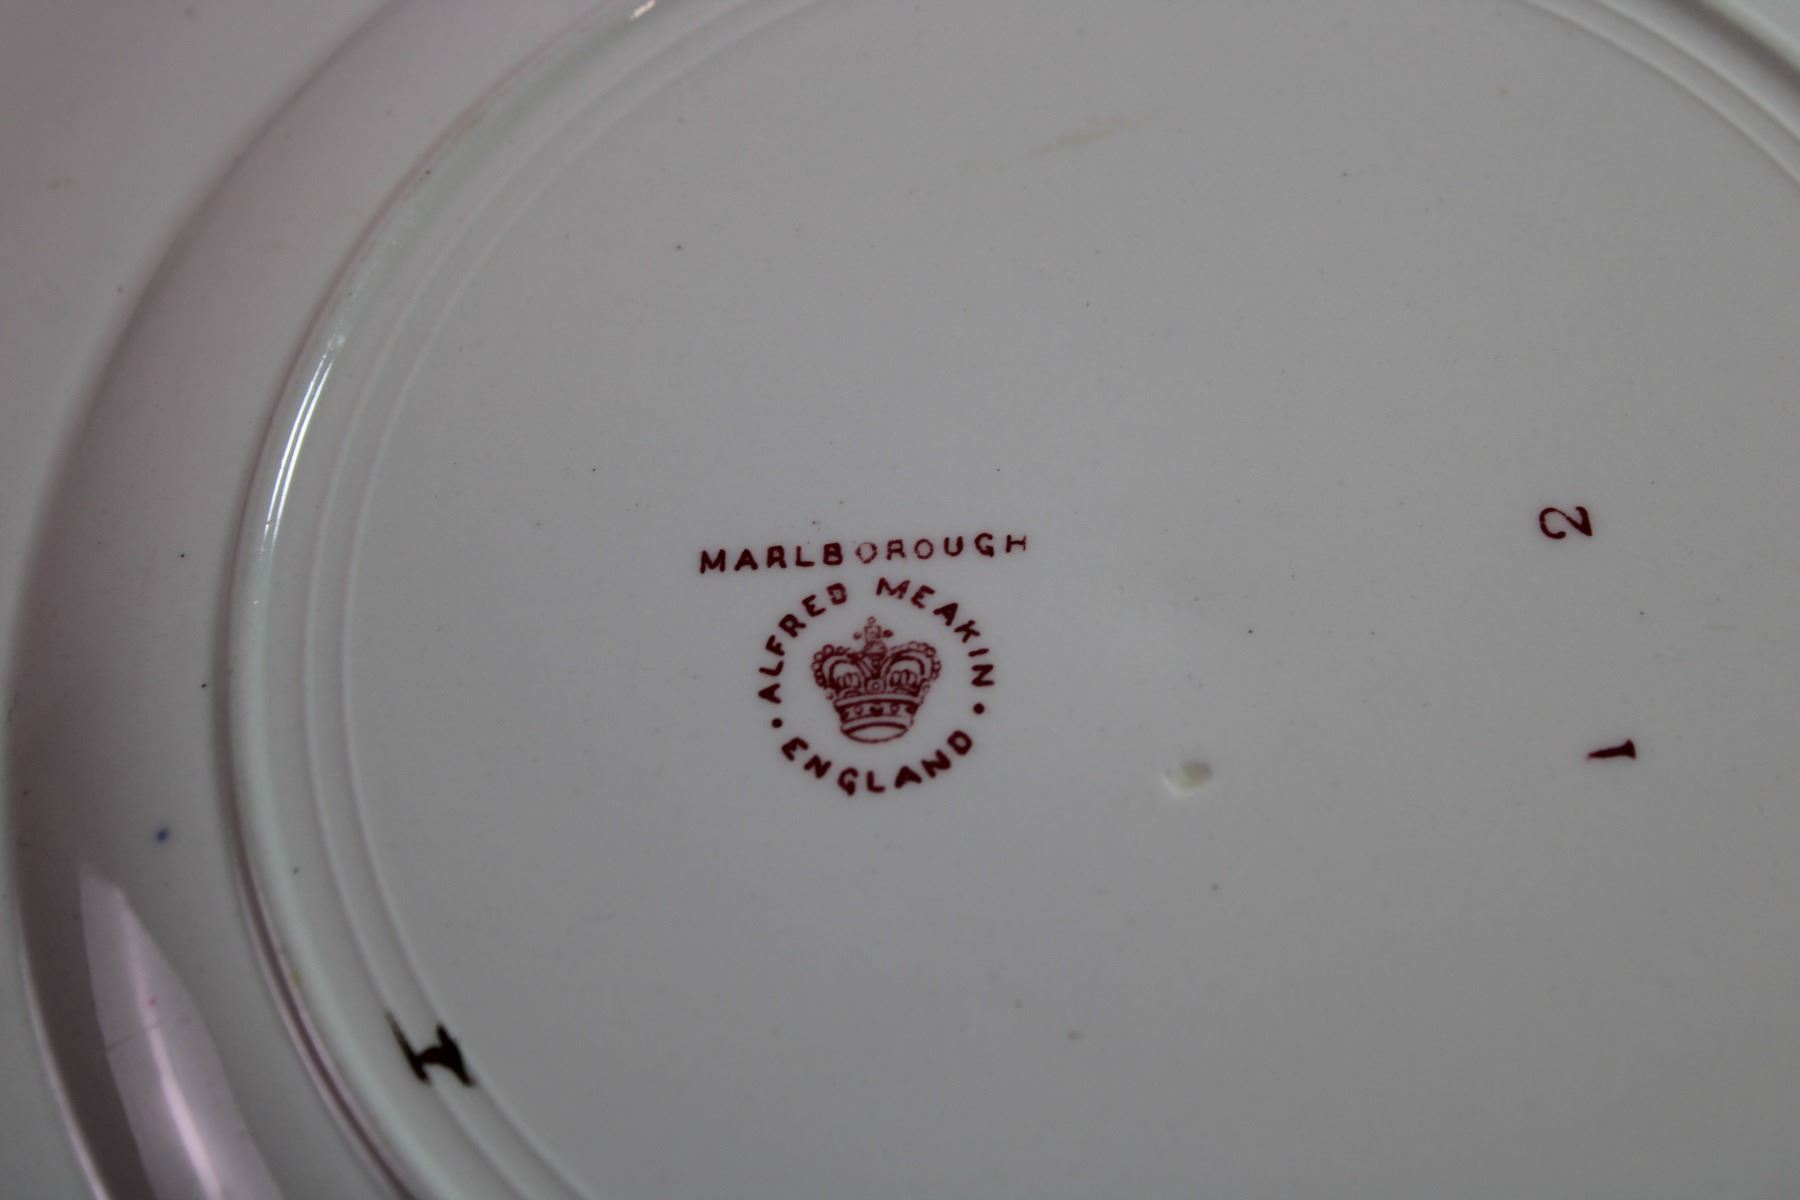 MARLBOROUGH
ALFRED MEAKIN
• ENGLAND •
2
1
H